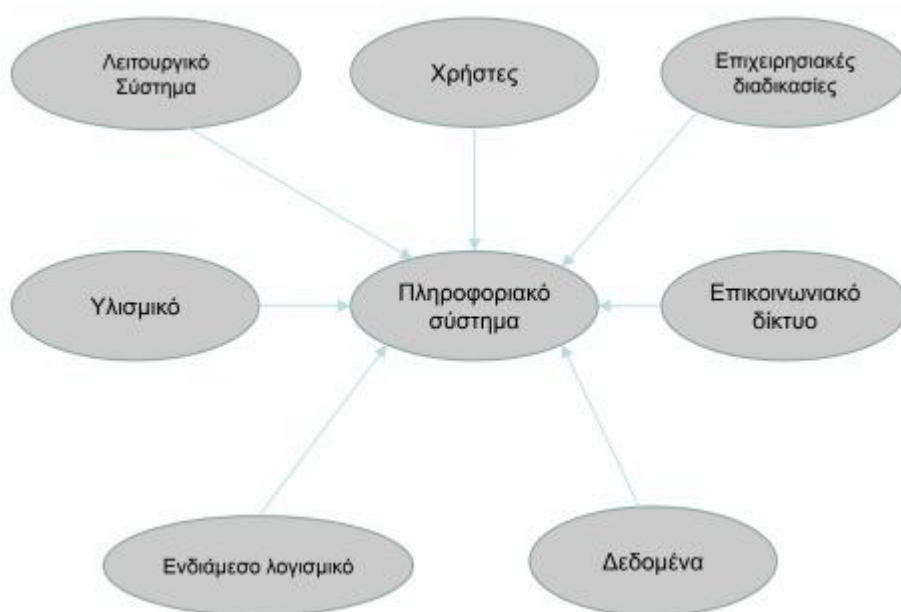 Λειτουργικό
Σύστημα
Χρήστες
Επιχειρησιακές
διαδικασίες
Υλισμικό
Πληροφοριακό
σύστημα
Επικοινωνιακό
δίκτυο
Ενδιάμεσο λογισμικό
Δεδομένα